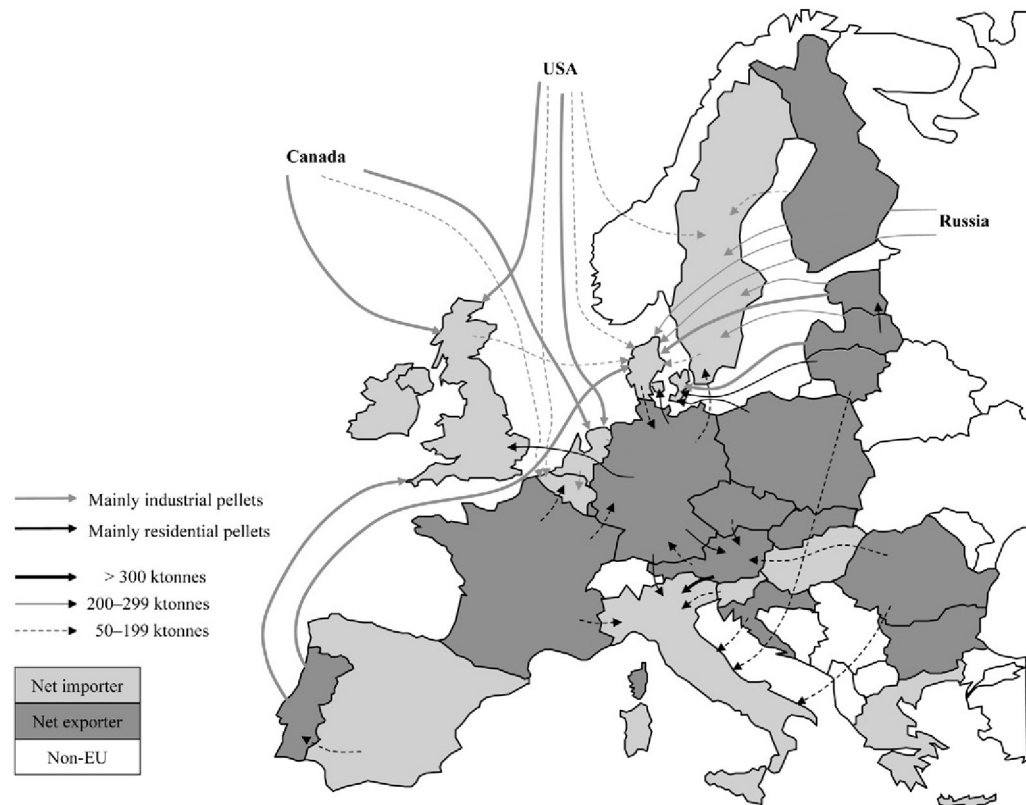 USA
Canada
Russia
Mainly industrial pellets
Mainly residential pellets
> 300 ktonnes
200–299 ktonnes
50–199 ktonnes
Net importer
Net exporter
Non-EU